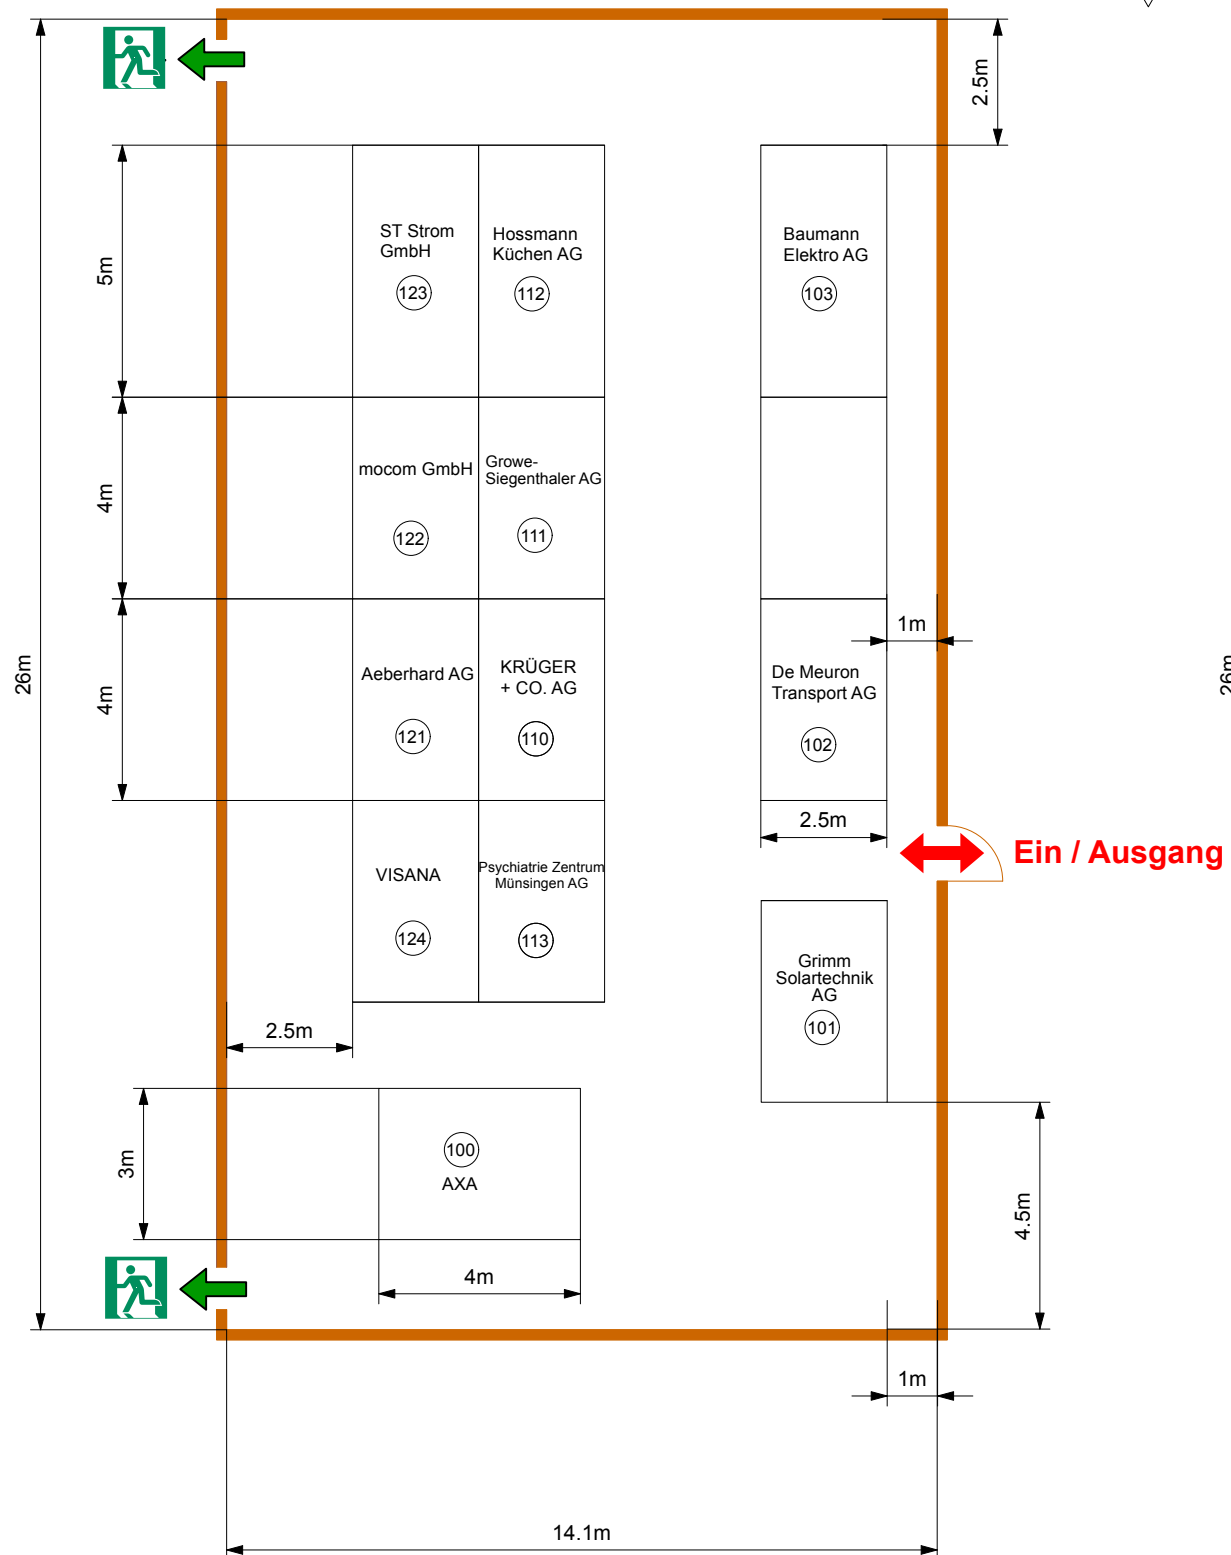 2.5m
ST Strom
GmbH
123
Hossmann
Küchen AG
112
Baumann
Elektro AG
103
5m
mocom GmbH
122
Growe-
Siegenthaler AG
111
4m
1m
26m
26m
Aeberhard AG
121
KRÜGER
+ CO. AG
110
De Meuron
Transport AG
102
4m
2.5m
Ein / Ausgang
VISANA
124
Psychiatrie Zentrum
Münsingen AG
113
Grimm
Solartechnik
AG
101
2.5m
3m
100
AXA
4.5m
4m
1m
14.1m